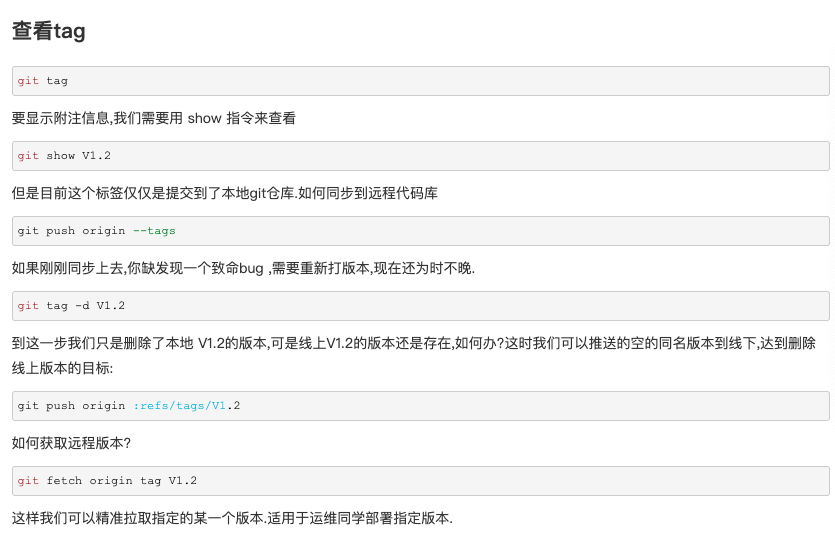 查看tag
git tag
要显示附注信息,我们需要用 show 指令来查看
git show V1.2
但是目前这个标签仅仅是提交到了本地git仓库.如何同步到远程代码库
git push origin --tags
如果刚刚同步上去,你缺发现一个致命bug ,需要重新打版本,现在还为时不晚.
git tag -d V1.2
到这一步我们只是删除了本地 V1.2的版本,可是线上V1.2的版本还是存在,如何办?这时我们可以推送的空的同名版本到线下,达到删除
线上版本的目标:
git push origin :refs/tags/V1.2
如何获取远程版本?
git fetch origin tag V1.2
这样我们可以精准拉取指定的某一个版本.适用于运维同学部署指定版本.